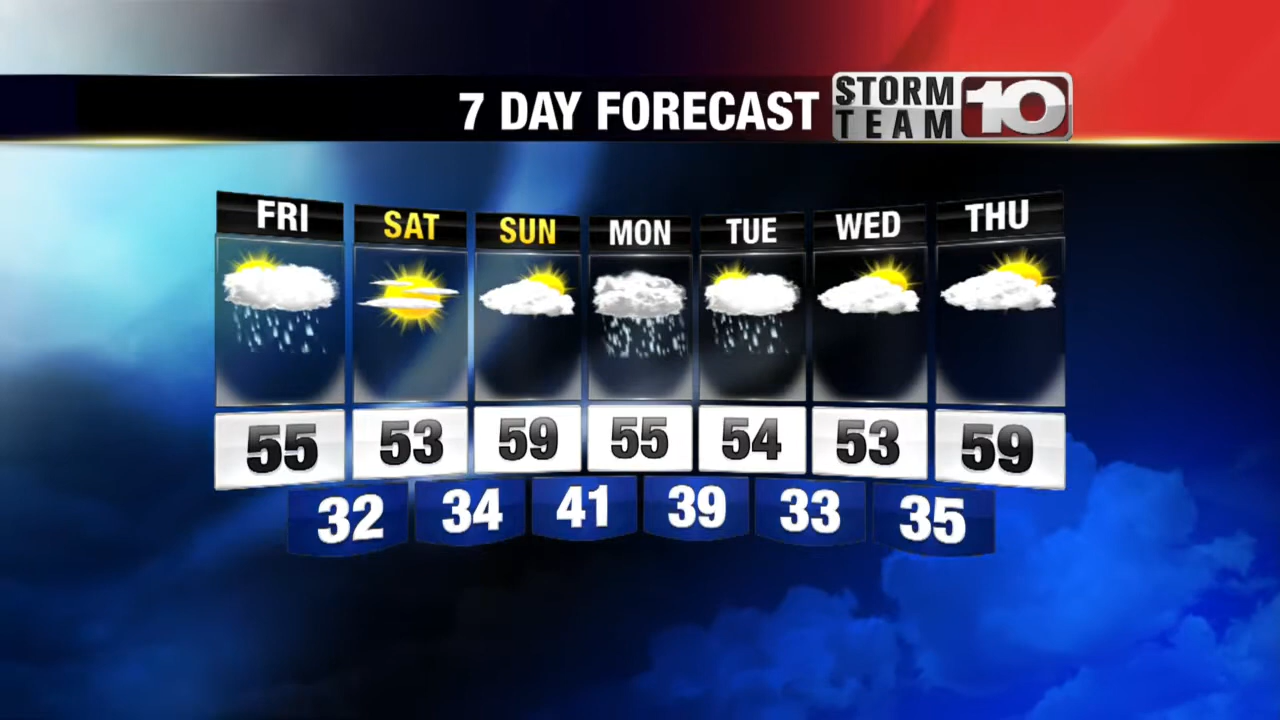 7 DAY FORECAST
STORM TEAM 10
FRI SAT SUN MON TUE WED THU
55 53 59 55 54 53 59
32 34 41 39 33 35